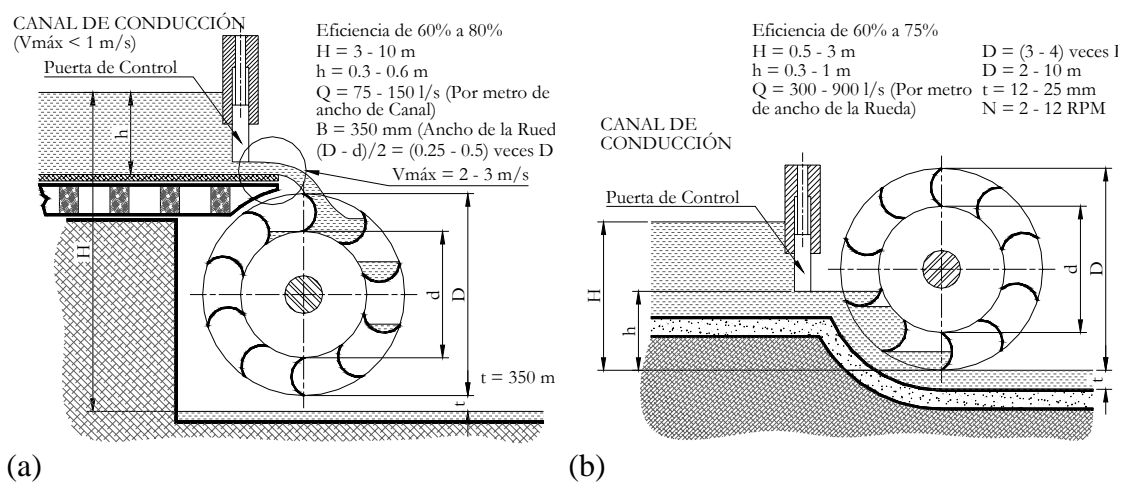 CANAL DE CONDUCCIÓN
(Vmáx < 1 m/s)
Puerta de Control
Eficiencia de 60% a 80%
H = 3 - 10 m
h = 0.3 - 0.6 m
Q = 75 - 150 l/s (Por metro de
ancho de Canal)
B = 350 mm (Ancho de la Rued
(D - d)/2 = (0.25 - 0.5) veces D
Vmáx = 2 - 3 m/s
h
H
d
D
t = 350 m
t
(a)
Eficiencia de 60% a 75%
H = 0.5 - 3 m
h = 0.3 - 1 m
Q = 300 - 900 l/s (Por metro
de ancho de la Rueda)
D = (3 - 4) veces
D = 2 - 10 m
t = 12 - 25 mm
N = 2 - 12 RPM
CANAL DE
CONDUCCIÓN
Puerta de Control
H
h
d
D
t
(b)